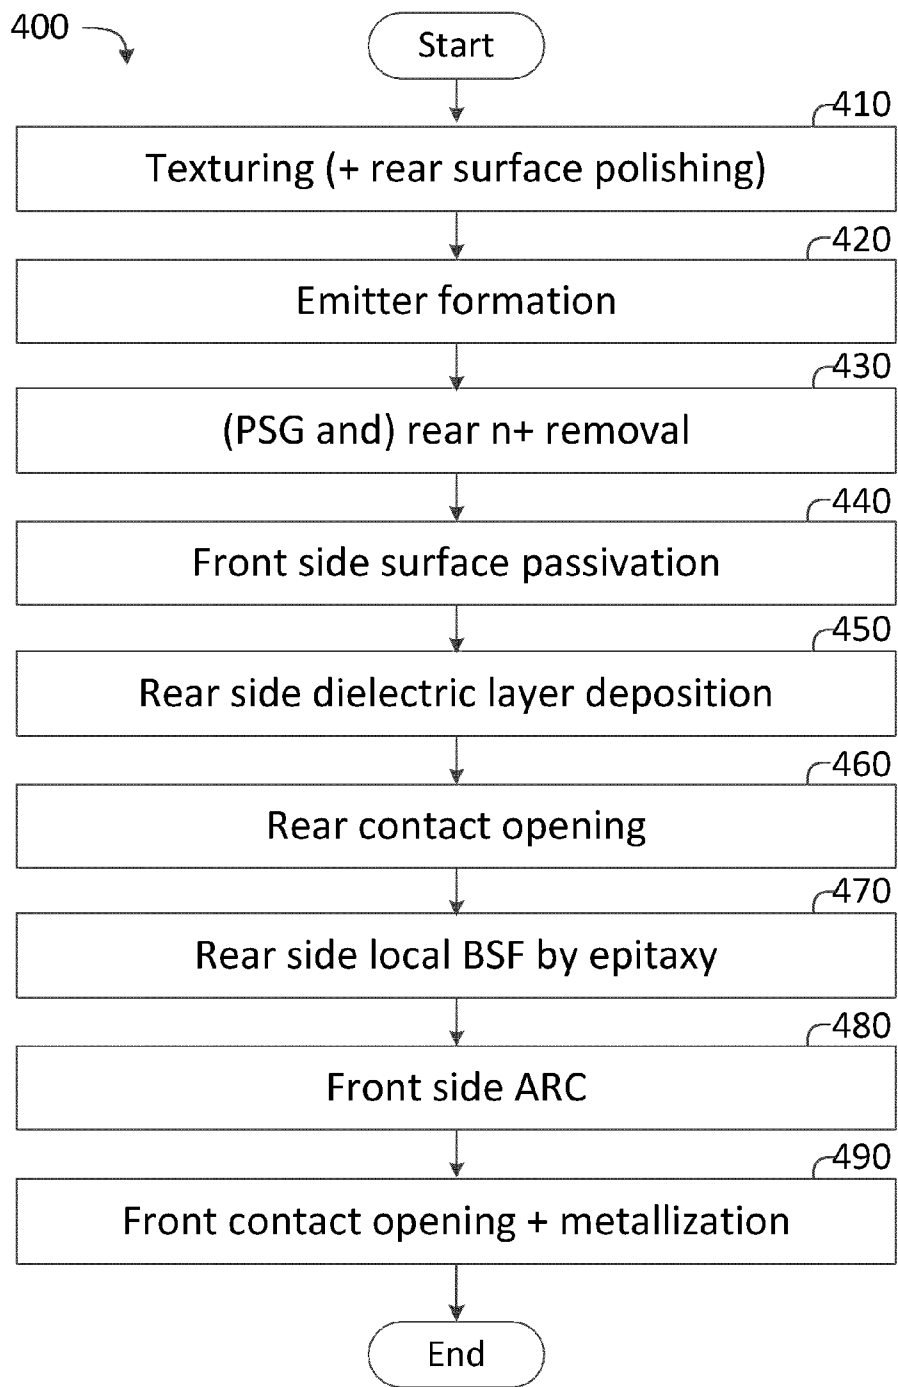 400
Start
410
Texturing (+ rear surface polishing)
420
Emitter formation
430
(PSG and) rear n+ removal
440
Front side surface passivation
450
Rear side dielectric layer deposition
460
Rear contact opening
470
Rear side local BSF by epitaxy
480
Front side ARC
490
Front contact opening + metallization
End